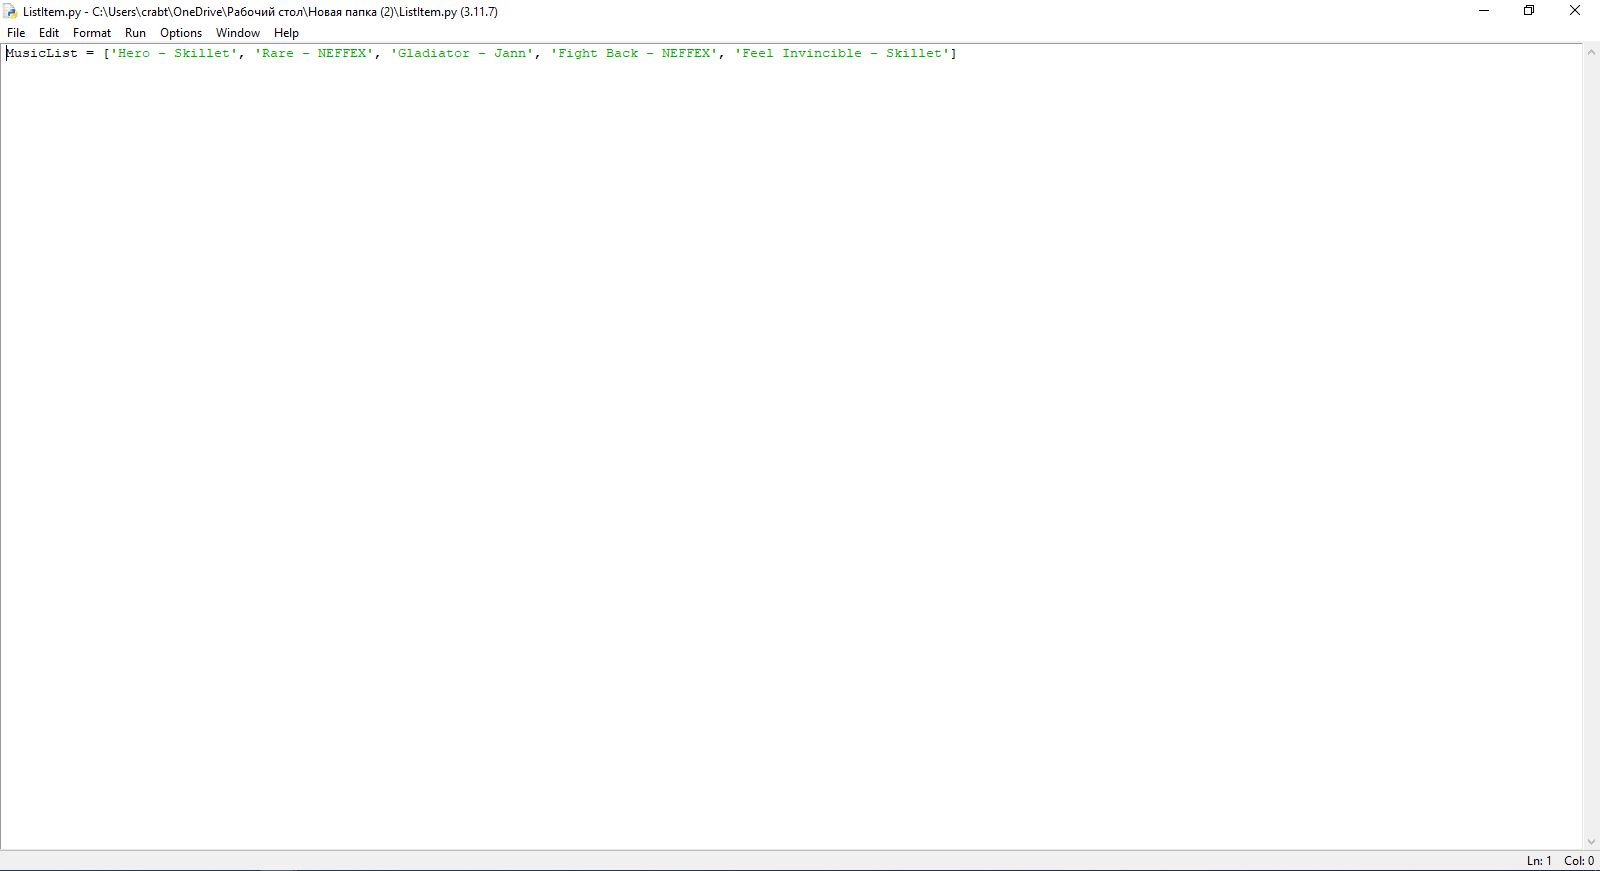 ListItem.py - C:\Users\crabt\OneDrive\Рабочий стол\Новая папка (2)\ListItem.py (3.11.7)
File Edit Format Run Options Window Help
MusicList = ['Hero - Skillet', 'Rare - NEFFEX', 'Gladiator - Jann', 'Fight Back - NEFFEX', 'Feel Invincible - Skillet']
Ln: 1 Col: 0